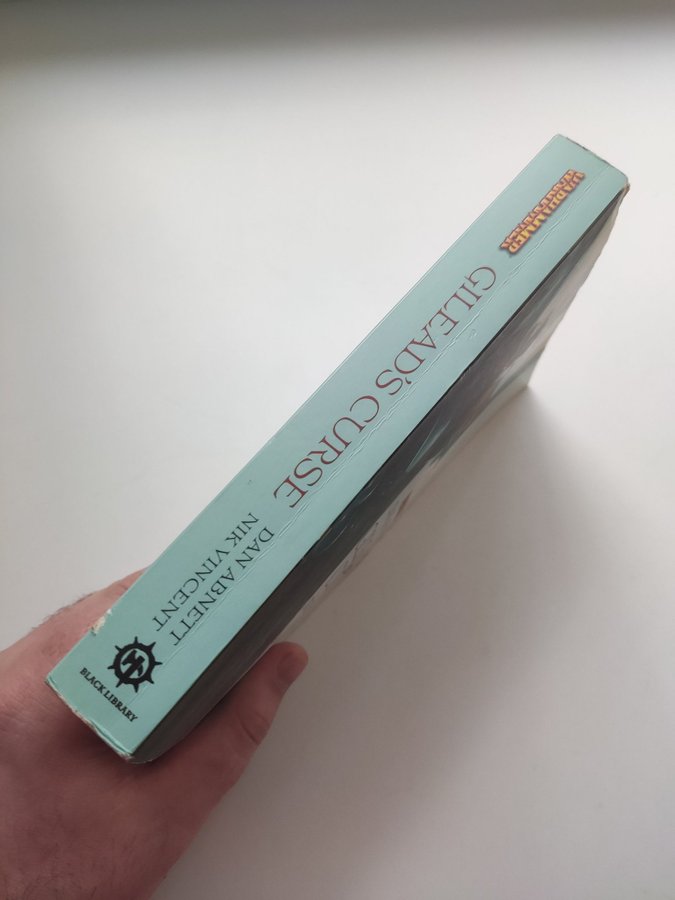 WARHAMMER
GILEAD'S CURSE
DAN ABNETT
NIK VINCENT
BLACK LIBRARY